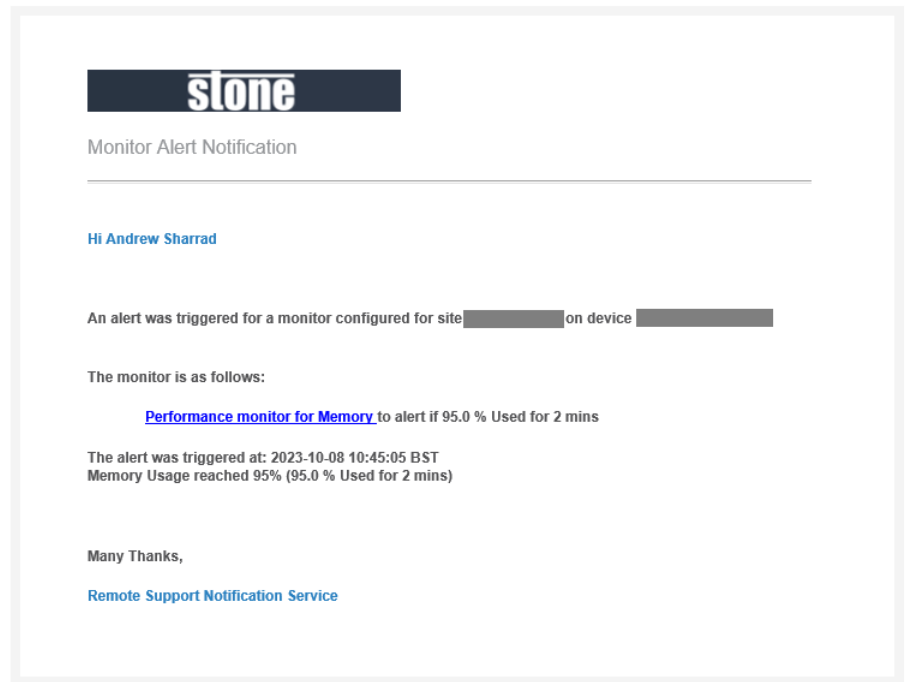 stone
Monitor Alert Notification
Hi Andrew Sharrad
An alert was triggered for a monitor configured for site on device
The monitor is as follows:
Performance monitor for Memory to alert if 95.0 % Used for 2 mins
The alert was triggered at: 2023-10-08 10:45:05 BST
Memory Usage reached 95% (95.0 % Used for 2 mins)
Many Thanks,
Remote Support Notification Service